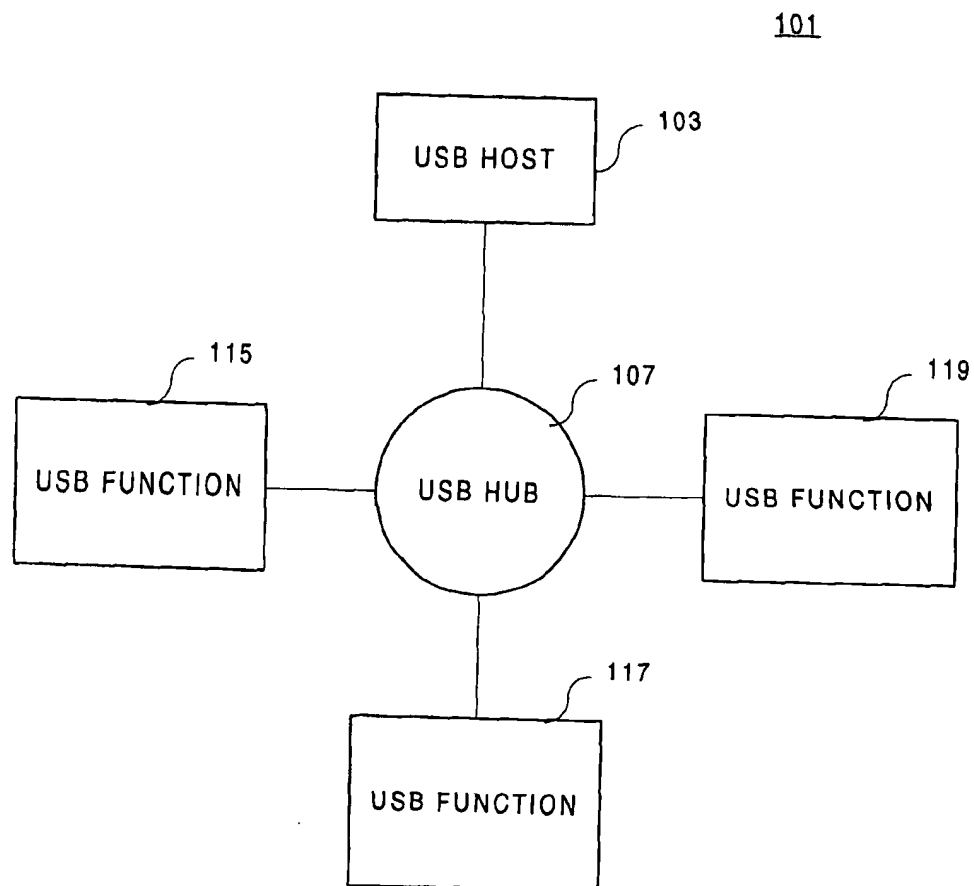 101
103
USB HOST
115
107
119
USB FUNCTION
USB HUB
USB FUNCTION
117
USB FUNCTION